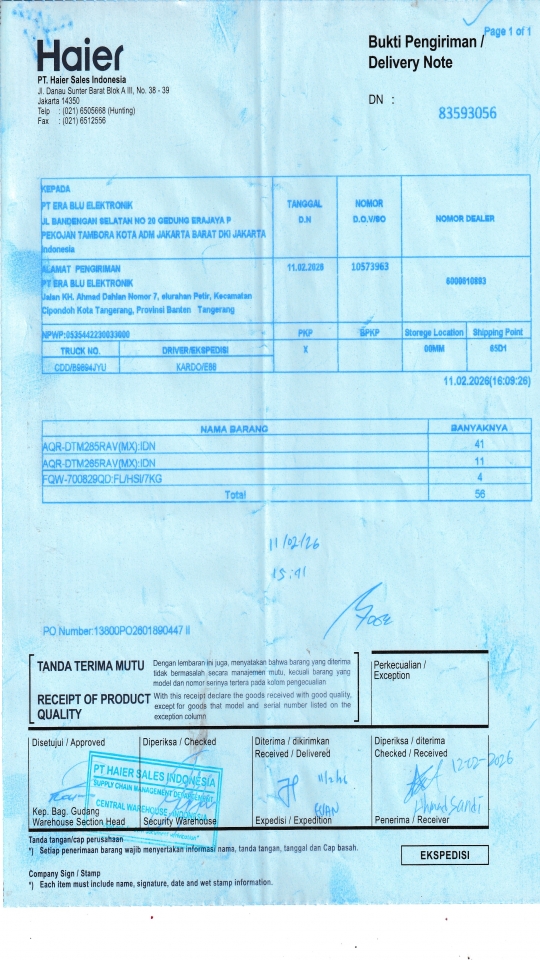 Page 1 of 1
Haier
PT. Haier Sales Indonesia
Jl. Danau Sunter Barat Blok A III, No. 38 - 39
Jakarta 14350
Telp : (021) 6505668 (Hunting)
Fax : (021) 6512556
Bukti Pengiriman /
Delivery Note
DN :
83593056
KEPADA
PT ERA BLU ELEKTRONIK
JL BANDENGAN SELATAN NO 20 GEDUNG ERAJAYA P
PEKOJAN TAMBORA KOTA ADM JAKARTA BARAT DKI JAKARTA
Indonesia
TANGGAL
D.N
NOMOR
D.O.V/SO
NOMOR DEALER
ALAMAT PENGIRIMAN
PT ERA BLU ELEKTRONIK
Jalan KH. Ahmad Dahlan Nomor 7, elurahan Petir, Kecamatan
Cipondoh Kota Tangerang, Provinsi Banten Tangerang
11.02.2026
10573963
PKP
BPKP
Storage Location
Shipping Point
TRUCK NO.
DRIVER/EKSPEDISI
X
00MM
65D1
11.02.2026(16:09:26)
NAMA BARANG
BANYAKNYA
AQR-DTM285RAV(MX):IDN
41
11
FQW-700829QD:FL/HSI/7KG
4
Total
56
11/02/26
15:41
PO Number:13800PO2601890447 II
TANDA TERIMA MUTU
Dengan lembaran ini juga, menyatakan bahwa barang yang diterima
tidak bermasalah secara manajemen mutu, kecuali barang yang
model dan nomor serinya tertera pada kolom pengecualian
RECEIPT OF PRODUCT
QUALITY
With this receipt declare the goods received with good quality,
except for goods that model and serial number listed on the
exception column
Perkecualian /
Exception
Disetujui / Approved
Diperiksa / Checked
Diterima / dikirimkan
Received / Delivered
Diperiksa / diterima
Checked / Received
PT HAIER SALES INDONESIA
SUPPLY CHAIN MANAGEMENT DEPARTMENT
CENTRAL WAREHOUSE
11/2/26
12-02-2026
Kep. Bag. Gudang
Warehouse Section Head
Security Warehouse
Expedisi / Expedition
Penerima / Receiver
Tanda tangan/cap perusahaan
*) Setiap penerimaan barang wajib menyertakan informasi nama, tanda tangan, tanggal dan Cap basah.
EKSPEDISI
Company Sign / Stamp
*) Each item must include name, signature, date and wet stamp information.